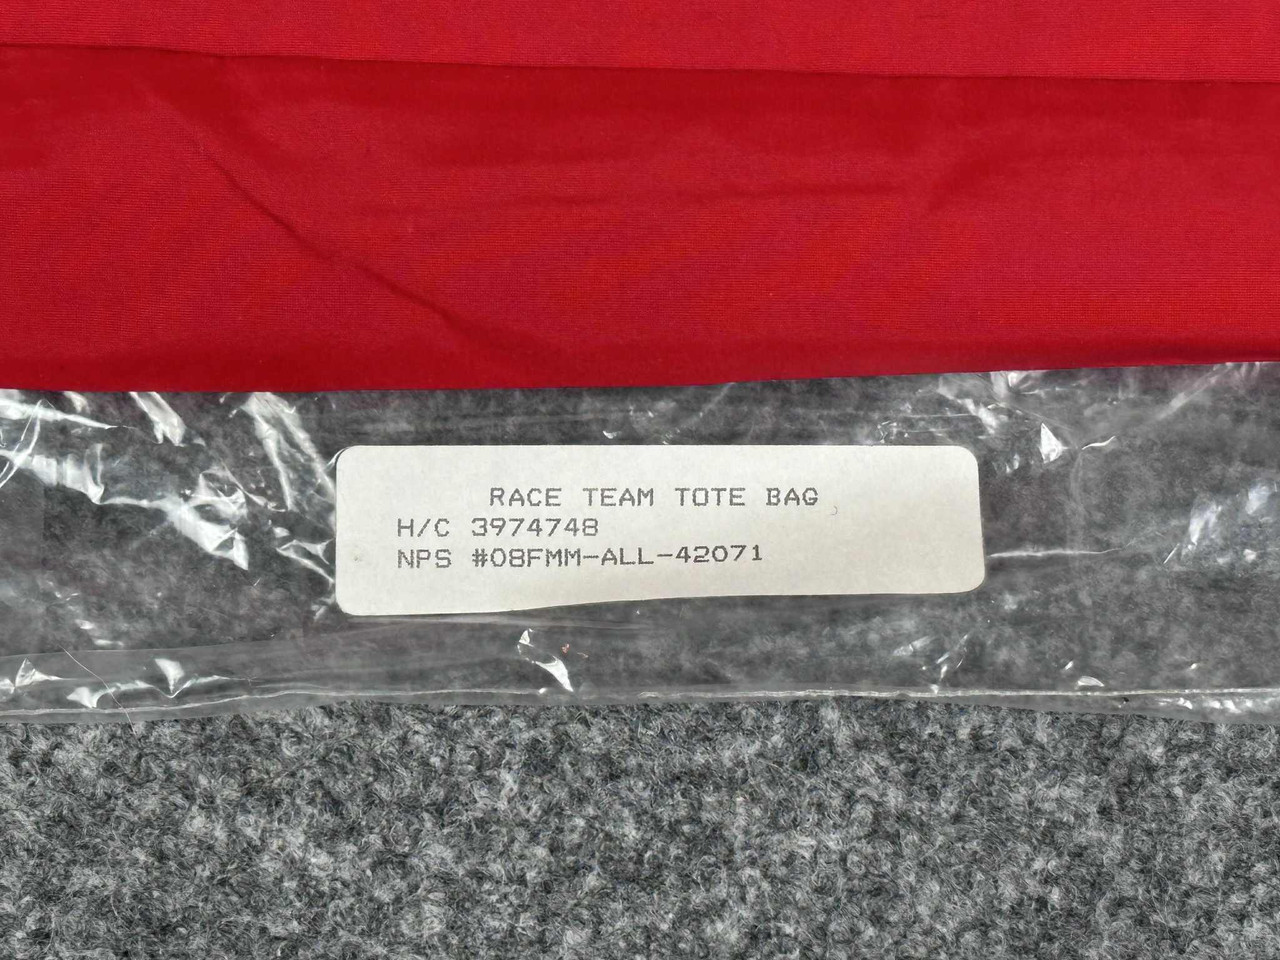 RACE TEAM TOTE BAG
H/C 3974748
NPS #08FMM-ALL-42071